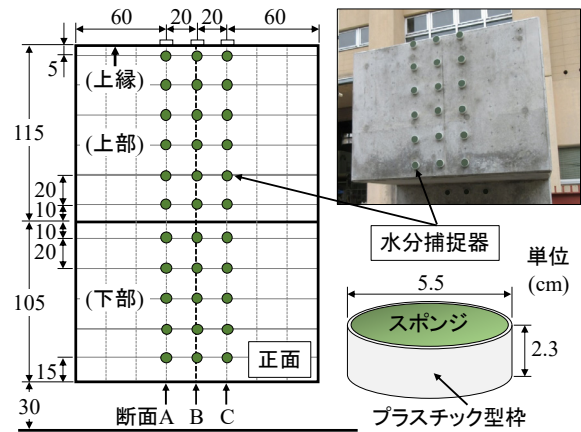 60
20
20
60
5
(上縁)
115
(上部)
20
10
10
20
水分捕捉器
単位
(cm)
5.5
105
(下部)
スポンジ
2.3
正面
15
30
断面A B C
プラスチック型枠